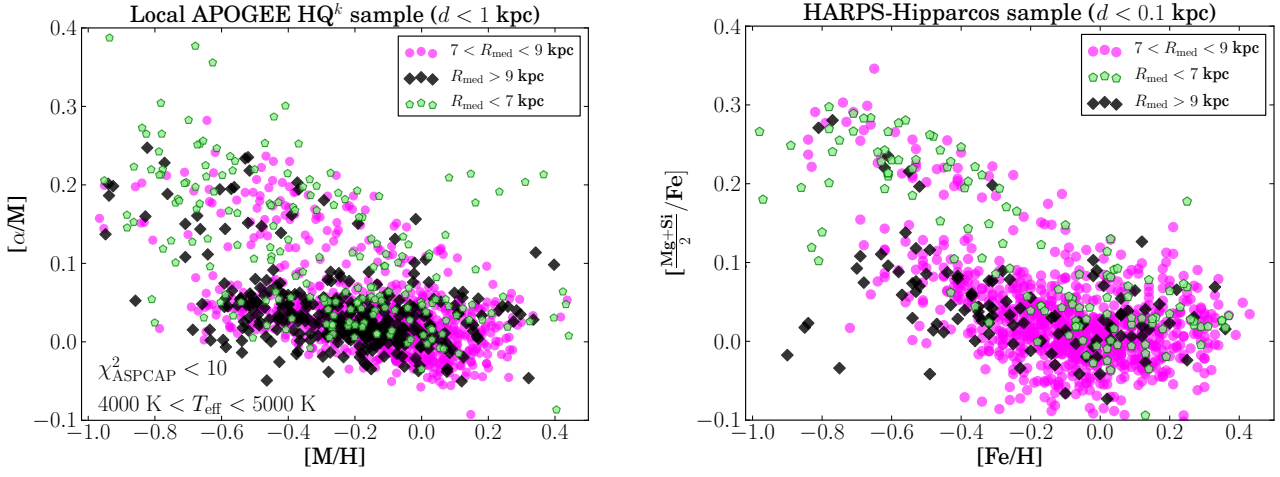 Local APOGEE HQᵏ sample (d < 1 kpc)
0.4
0.3
0.2
0.1
0.0
−0.1
[α/M]
7 < R_med < 9 kpc
R_med > 9 kpc
R_med < 7 kpc
χ²_ASPCAP < 10
4000 K < T_eff < 5000 K
−1.0 −0.8 −0.6 −0.4 −0.2 0.0 0.2 0.4
[M/H]
HARPS-Hipparcos sample (d < 0.1 kpc)
0.4
0.3
0.2
0.1
0.0
−0.1
[Mg+Si/2/Fe]
7 < R_med < 9 kpc
R_med < 7 kpc
R_med > 9 kpc
−1.0 −0.8 −0.6 −0.4 −0.2 0.0 0.2 0.4
[Fe/H]